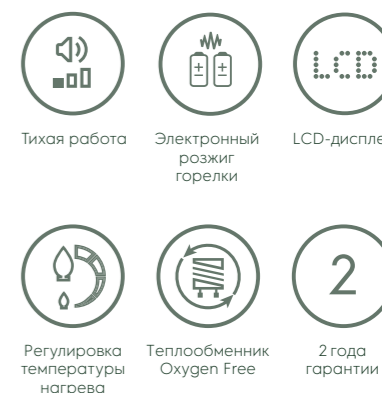 LCD
Тихая работа
Электронный
розжиг
горелки
LCD-диспле
2
Регулировка
температуры
нагрева
Теплообменник
Oxygen Free
2 года
гарантии